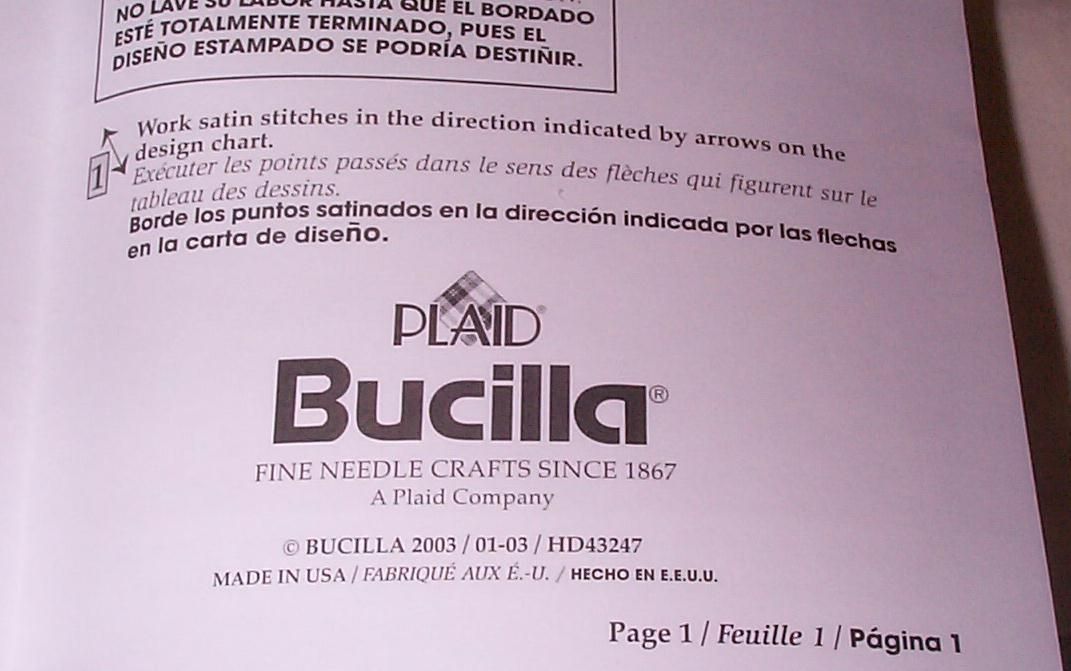 NO LAVE SU LABOR HASTA QUE EL BORDADO
ESTÉ TOTALMENTE TERMINADO, PUES EL
DISEÑO ESTAMPADO SE PODRÍA DESTIÑIR.
1
Work satin stitches in the direction indicated by arrows on the
design chart.
Exécuter les points passés dans le sens des flèches qui figurent sur le
tableau des dessins.
Borde los puntos satinados en la dirección indicada por las flechas
en la carta de diseño.
PLAID®
Bucilla®
FINE NEEDLE CRAFTS SINCE 1867
A Plaid Company
© BUCILLA 2003 / 01-03 / HD43247
MADE IN USA / FABRIQUÉ AUX É.-U. / HECHO EN E.E.U.U.
Page 1 / Feuille 1 / Página 1